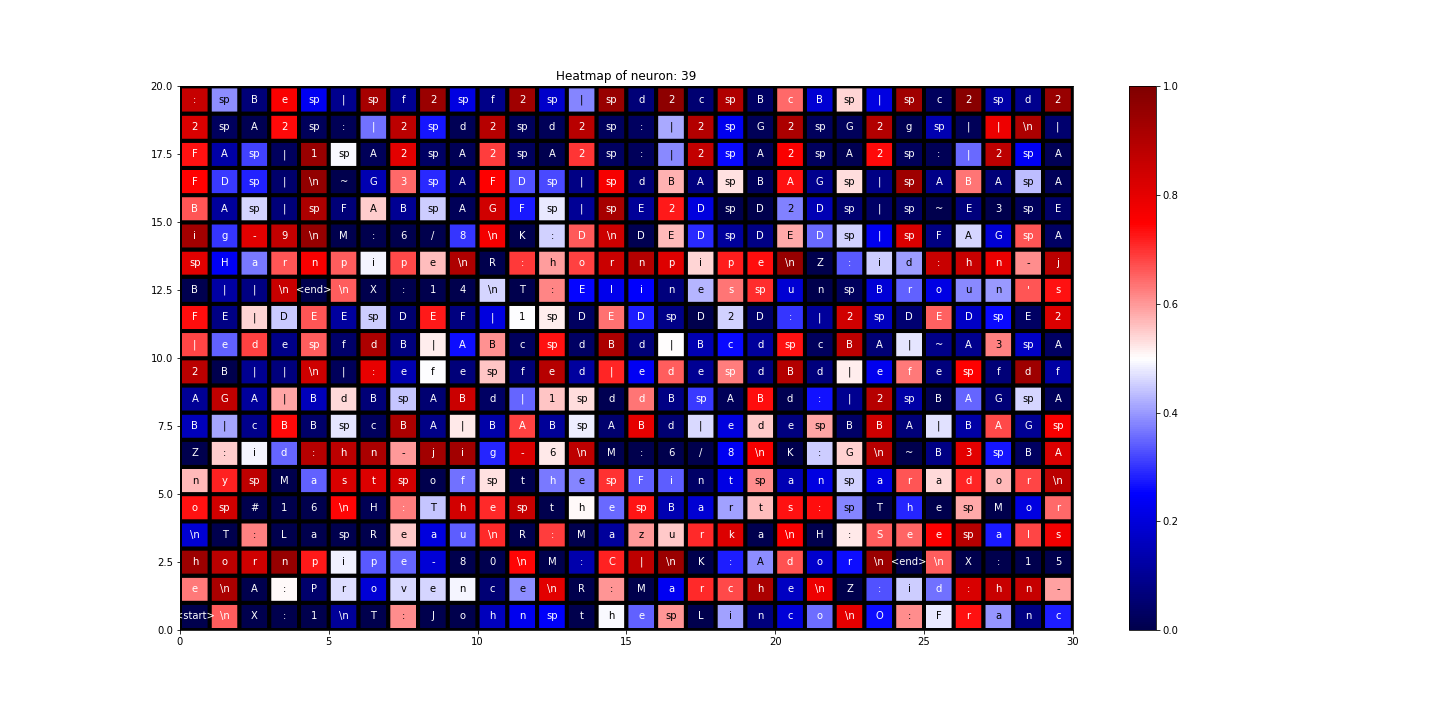 Heatmap of neuron: 39
20.0 : sp B e sp | sp f 2 sp f 2 sp | sp d 2 c sp B c B sp | sp c 2 sp d 2 1.0
2 sp A 2 sp : | 2 sp d 2 sp d 2 sp : | 2 sp G 2 sp G 2 g sp | | \n |
17.5 F A sp | 1 sp A 2 sp A 2 sp A 2 sp : | 2 sp A 2 sp A 2 sp : | 2 sp A
F D sp | \n ~ G 3 sp A F D sp | sp d B A sp B A G sp | sp A B A sp A 0.8
15.0 B A sp | sp F A B sp A G F sp | sp E 2 D sp D 2 D sp | sp ~ E 3 sp E
i g - 9 \n M : 6 / 8 \n K : D \n D E D sp D E D sp | sp F A G sp A
sp H a r n p i p e \n R : h o r n p i p e \n Z : i d : h n - j
12.5 B | | \n <end> \n X : 1 4 \n T : E l i n e s sp u n sp B r o u n ' s 0.6
F E | D E E sp D E F | 1 sp D E D sp D 2 D : | 2 sp D E D sp E 2
10.0 | e d e sp f d B | A B c sp d B d | B c d sp c B A | ~ A 3 sp A
2 B | | \n | : e f e sp f e d | e d e sp d B d | e f e sp f d f
A G A | B d B sp A B d | 1 sp d d B sp A B d : | 2 sp B A G sp A 0.4
7.5 B | c B B sp c B A | B A B sp A B d | e d e sp B B A | B A G sp
Z : i d : h n - j i g - 6 \n M : 6 / 8 \n K : G \n ~ B 3 sp B A
5.0 n y sp M a s t sp o f sp t h e sp F i n t sp a n sp a r a d o r \n
o sp # 1 6 \n H : T h e sp t h e sp B a r t s : sp T h e sp M o r 0.2
\n T : L a sp R e a u \n R : M a z u r k a \n H : S e e sp a l s
2.5 h o r n p i p e - 8 0 \n M : C | \n K : A d o r \n <end> \n X : 1 5
e \n A : P r o v e n c e \n R : M a r c h e \n Z : i d : h n -
0.0 <start> \n X : 1 \n T : J o h n sp t h e sp L i n c o \n O : F r a n c 0.0
0 5 10 15 20 25 30